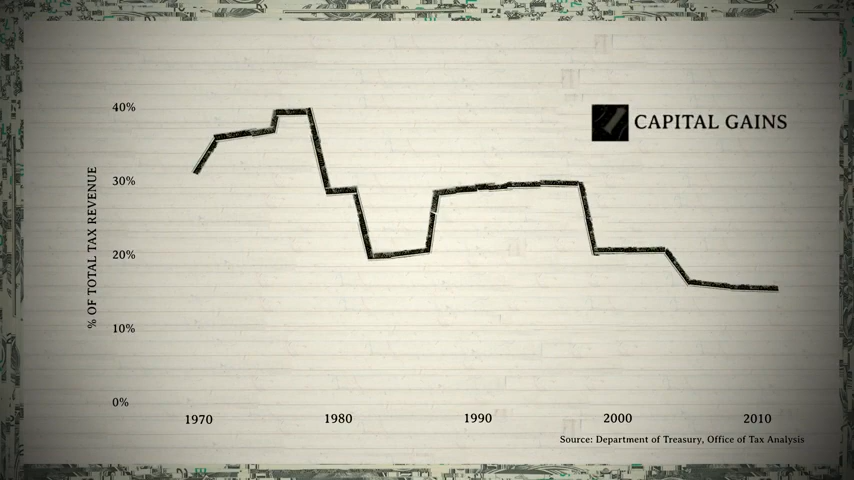 40%
CAPITAL GAINS
30%
% OF TOTAL TAX REVENUE
20%
10%
0%
1970 1980 1990 2000 2010
Source: Department of Treasury, Office of Tax Analysis